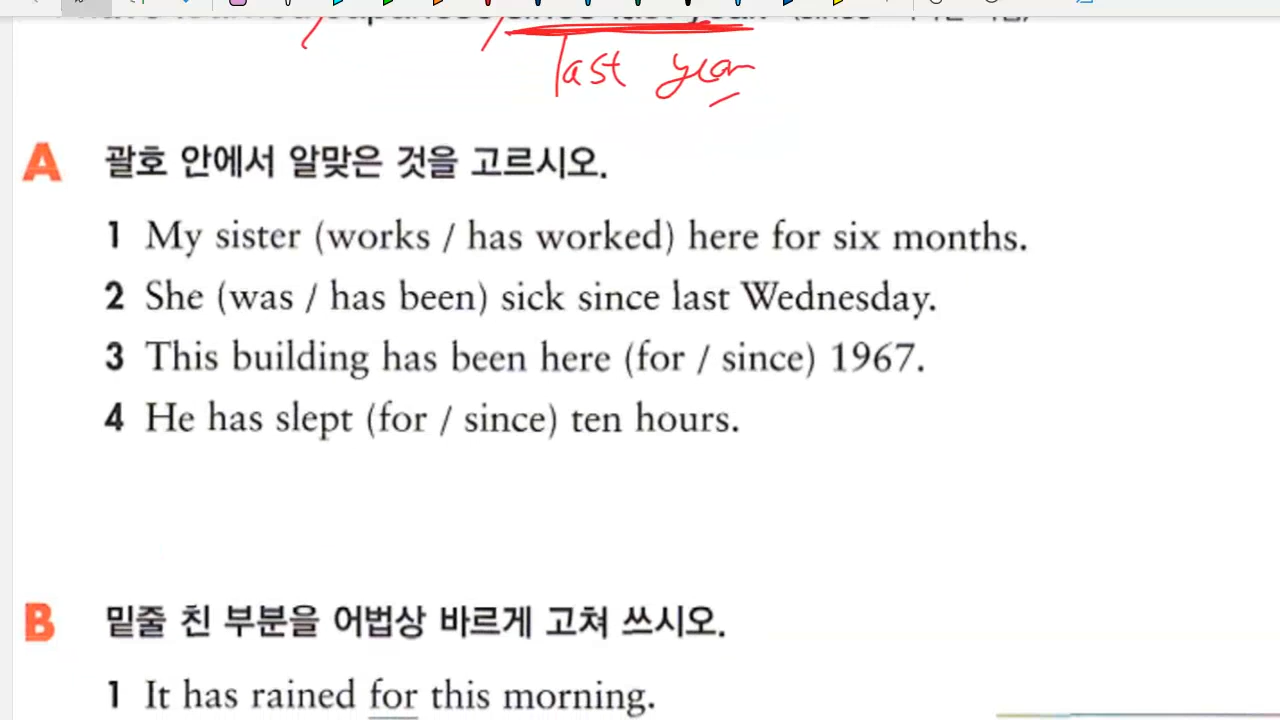 last year
A 괄호 안에서 알맞은 것을 고르시오.
1 My sister (works / has worked) here for six months.
2 She (was / has been) sick since last Wednesday.
3 This building has been here (for / since) 1967.
4 He has slept (for / since) ten hours.
B 밑줄 친 부분을 어법상 바르게 고쳐 쓰시오.
1 It has rained for this morning.